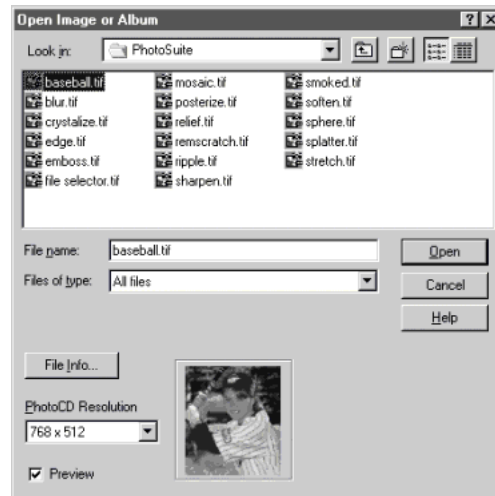 Open Image or Album
Look in: PhotoSuite
baseball.tif mosaic.tif smoked.tif
blur.tif posterize.tif soften.tif
crystalize.tif relief.tif sphere.tif
edge.tif remscratch.tif splatter.tif
emboss.tif ripple.tif stretch.tif
file selector.tif sharpen.tif
File name: baseball.tif Open
Files of type: All files Cancel
Help
File Info...
PhotoCD Resolution
768 x 512
Preview